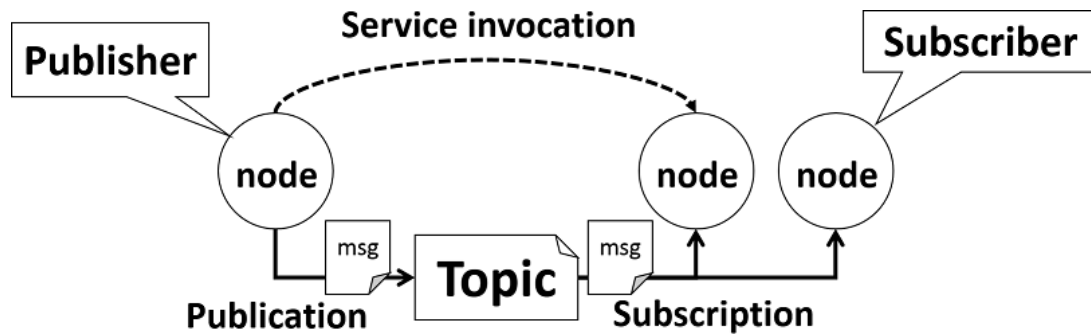 Service invocation
Publisher
Subscriber
node
node
node
msg
Topic
msg
Publication
Subscription